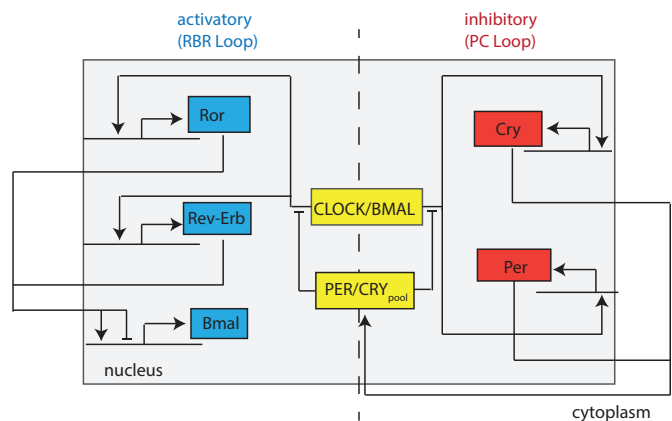 activatory
(RBR Loop)
inhibitory
(PC Loop)
Ror
Cry
CLOCK/BMAL
Rev-Erb
Per
PER/CRYpool
Bmal
nucleus
cytoplasm